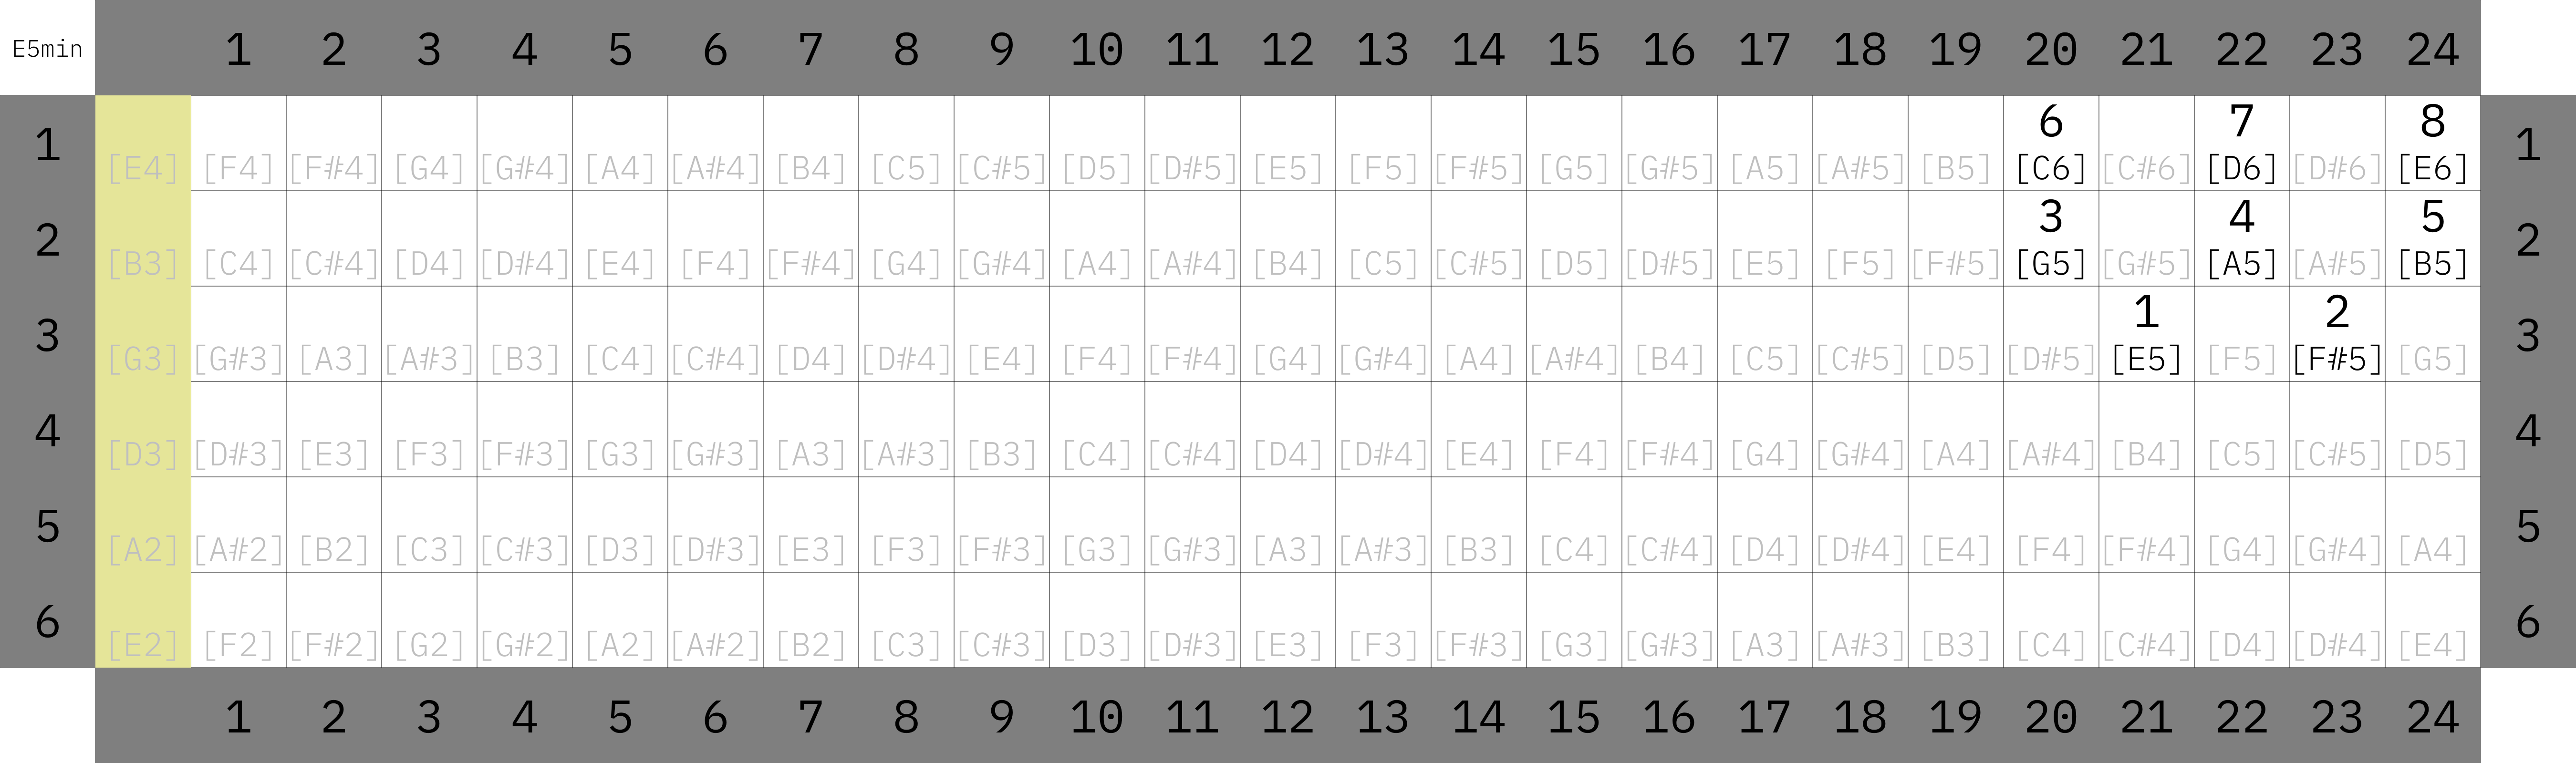 E5min 1 2 3 4 5 6 7 8 9 10 11 12 13 14 15 16 17 18 19 20 21 22 23 24
6 7 8
1 1
[E4] [F4] [F#4] [G4] [G#4] [A4] [A#4] [B4] [C5] [C#5] [D5] [D#5] [E5] [F5] [F#5] [G5] [G#5] [A5] [A#5] [B5] [C6] [C#6] [D6] [D#6] [E6]
3 4 5
2 2
[B3] [C4] [C#4] [D4] [D#4] [E4] [F4] [F#4] [G4] [G#4] [A4] [A#4] [B4] [C5] [C#5] [D5] [D#5] [E5] [F5] [F#5] [G5] [G#5] [A5] [A#5] [B5]
1 2
3 3
[G3] [G#3] [A3] [A#3] [B3] [C4] [C#4] [D4] [D#4] [E4] [F4] [F#4] [G4] [G#4] [A4] [A#4] [B4] [C5] [C#5] [D5] [D#5] [E5] [F5] [F#5] [G5]
4 4
[D3] [D#3] [E3] [F3] [F#3] [G3] [G#3] [A3] [A#3] [B3] [C4] [C#4] [D4] [D#4] [E4] [F4] [F#4] [G4] [G#4] [A4] [A#4] [B4] [C5] [C#5] [D5]
5 5
[A2] [A#2] [B2] [C3] [C#3] [D3] [D#3] [E3] [F3] [F#3] [G3] [G#3] [A3] [A#3] [B3] [C4] [C#4] [D4] [D#4] [E4] [F4] [F#4] [G4] [G#4] [A4]
6 6
[E2] [F2] [F#2] [G2] [G#2] [A2] [A#2] [B2] [C3] [C#3] [D3] [D#3] [E3] [F3] [F#3] [G3] [G#3] [A3] [A#3] [B3] [C4] [C#4] [D4] [D#4] [E4]
1 2 3 4 5 6 7 8 9 10 11 12 13 14 15 16 17 18 19 20 21 22 23 24